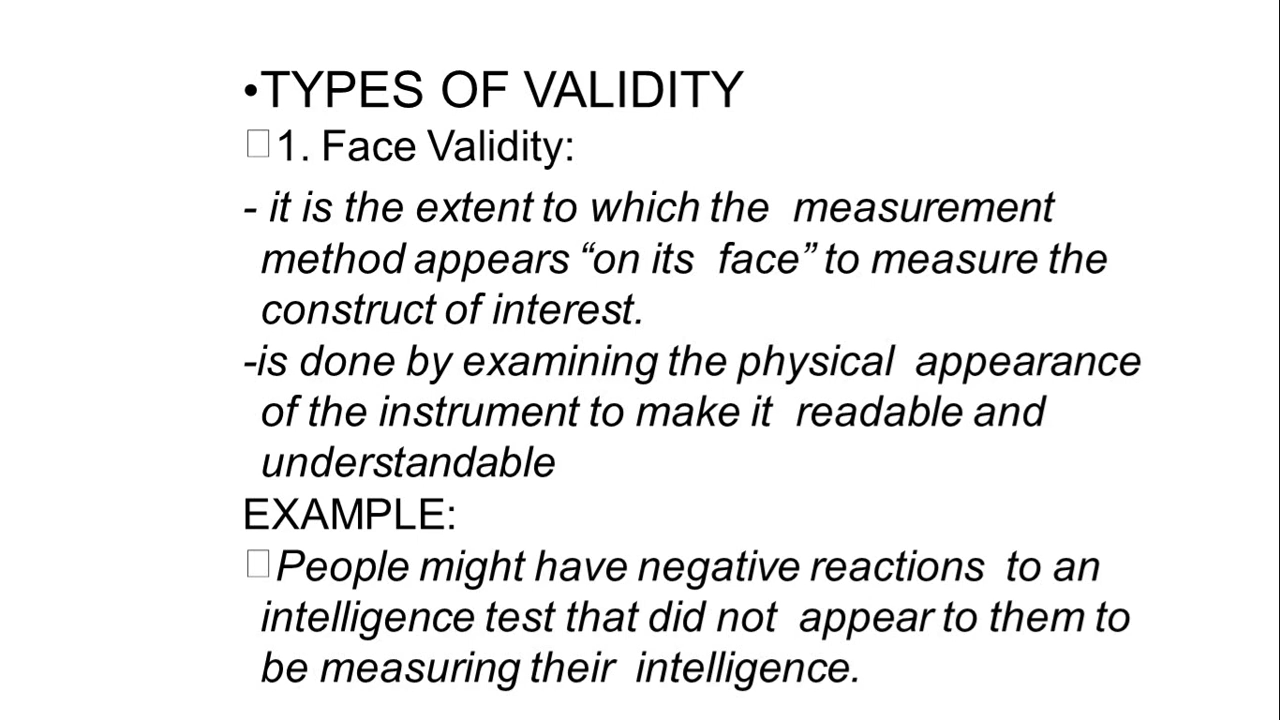 •TYPES OF VALIDITY
1. Face Validity:
- it is the extent to which the measurement
method appears “on its face” to measure the
construct of interest.
-is done by examining the physical appearance
of the instrument to make it readable and
understandable
EXAMPLE:
People might have negative reactions to an
intelligence test that did not appear to them to
be measuring their intelligence.